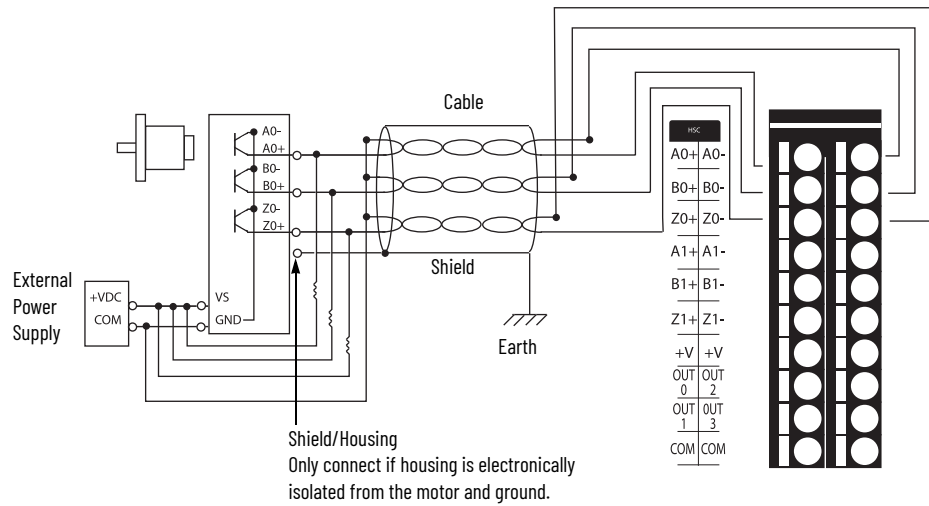 Cable
A0-
A0+
B0-
B0+
Z0-
Z0+
Shield
Earth
External
Power
Supply
+VDC
COM
VS
GND
Shield/Housing
Only connect if housing is electronically
isolated from the motor and ground.
HSC
A0+ A0-
B0+ B0-
Z0+ Z0-
A1+ A1-
B1+ B1-
Z1+ Z1-
+V +V
OUT OUT
0 2
OUT OUT
1 3
COM COM